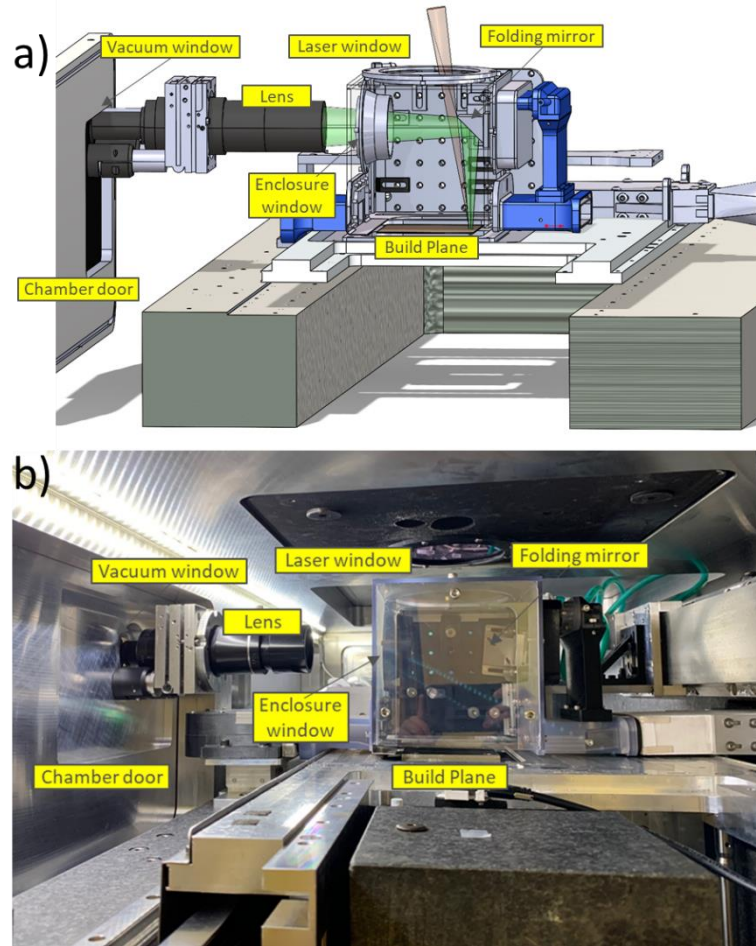 a)
Vacuum window
Laser window
Folding mirror
Lens
Enclosure
window
Build Plane
Chamber door
b)
Laser window
Folding mirror
Vacuum window
Lens
Enclosure
window
Chamber door
Build Plane